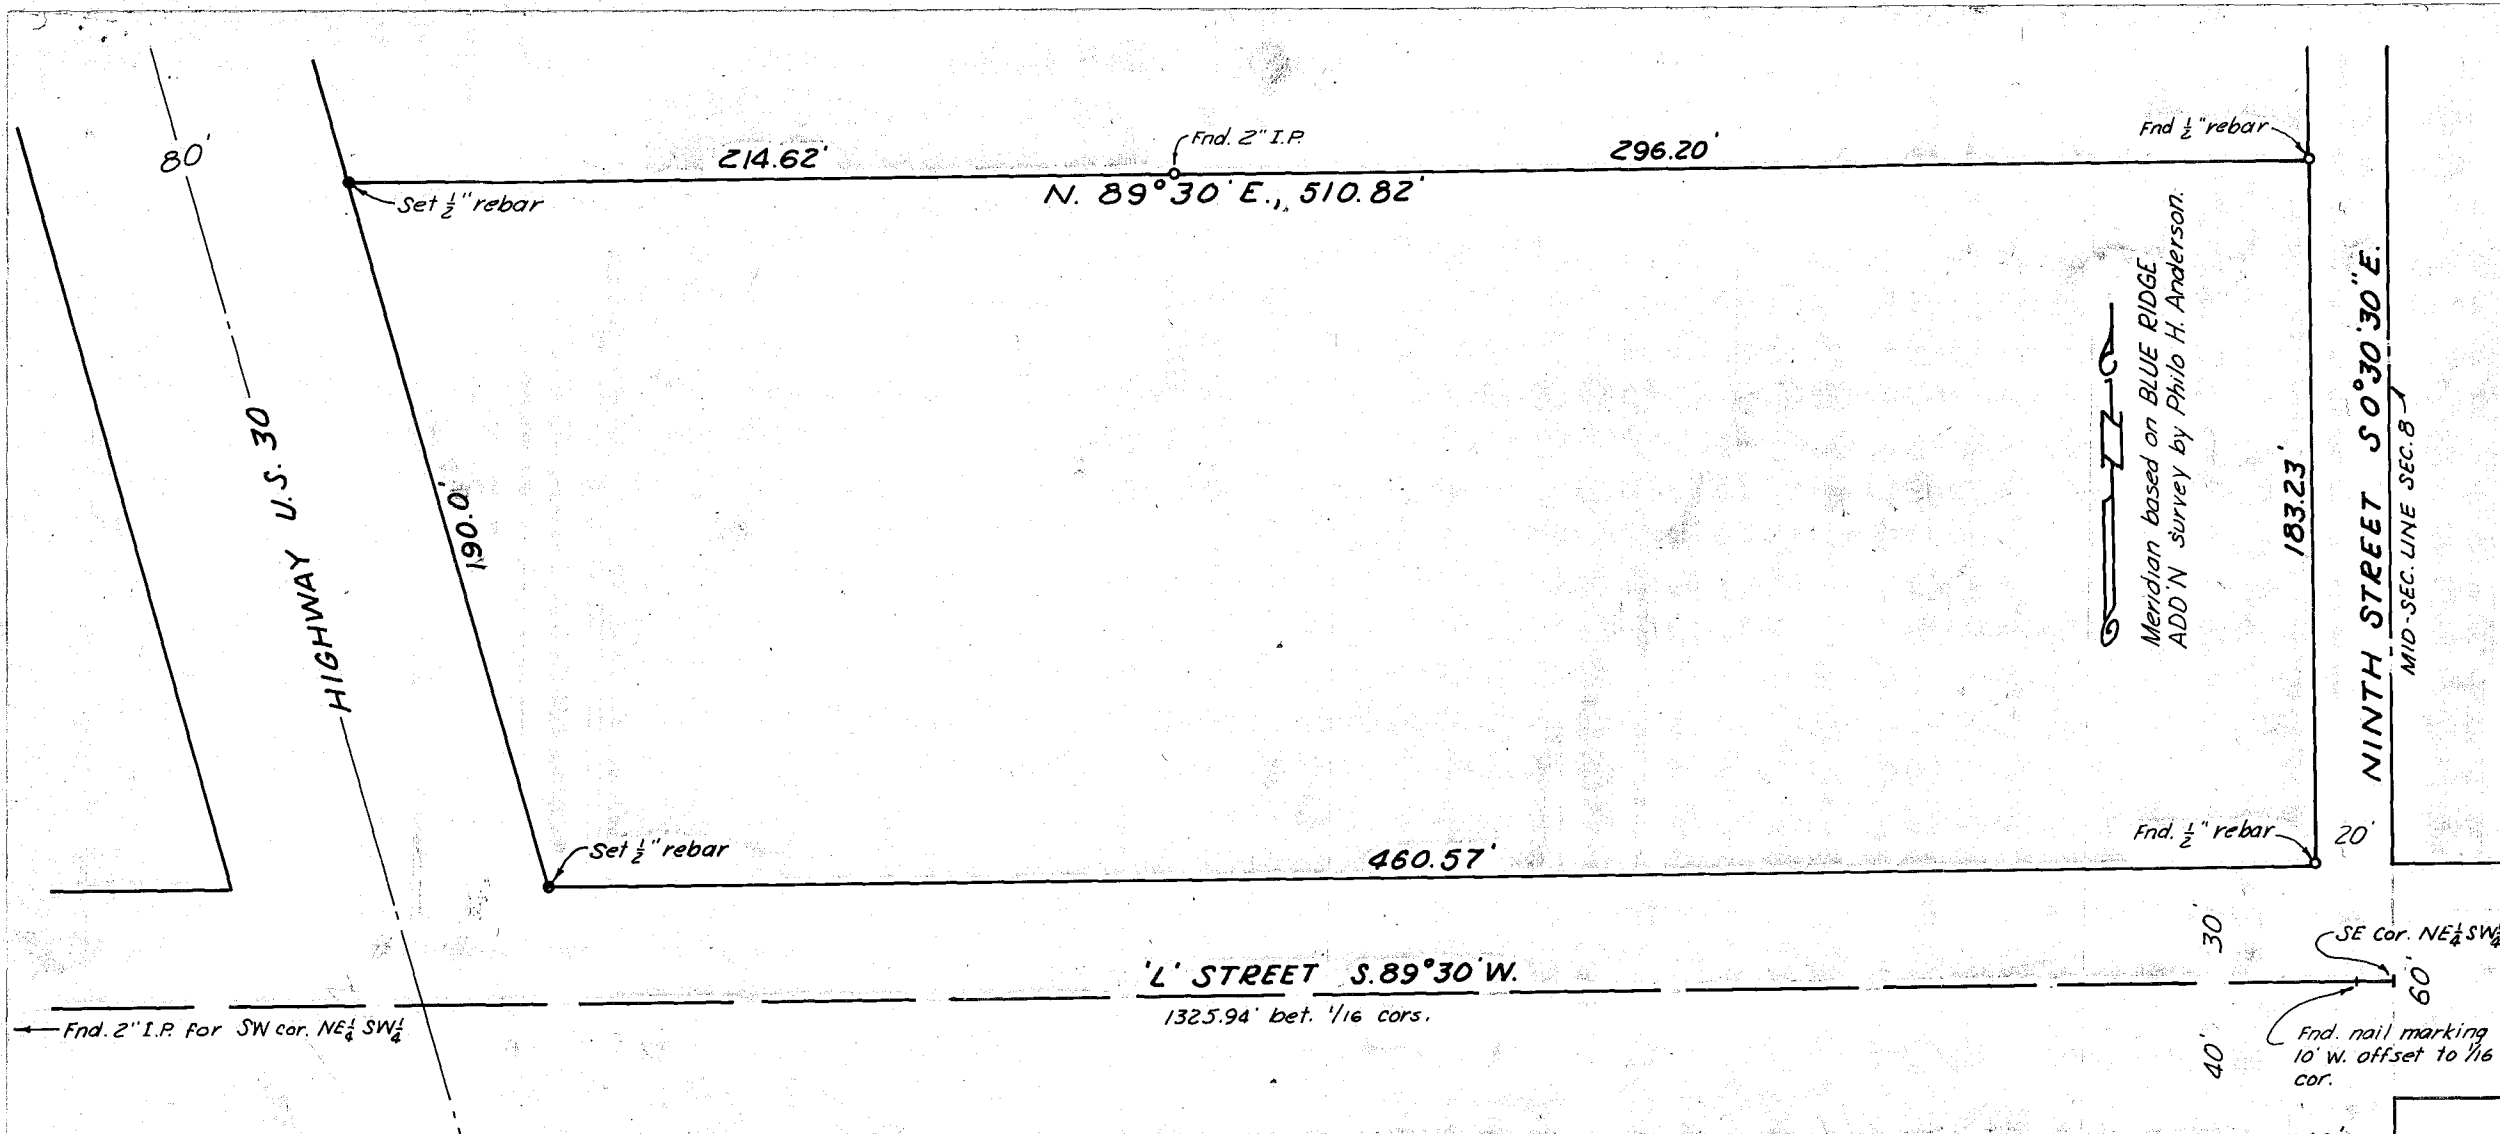 80'
214.62'
Fnd. 2" I.P.
296.20'
Fnd ½" rebar
Set ½" rebar
N. 89°30' E., 510.82'
HIGHWAY U.S. 30
190.0'
Meridian based on BLUE RIDGE
ADD'N survey by Philo H. Anderson.
183.23'
NINTH STREET S 0°30'30" E.
MID-SEC. LINE SEC. 8
Set ½" rebar
460.57'
Fnd. ½" rebar
20'
30'
SE Cor. NE¼ SW¼
'L' STREET S. 89°30' W.
60'
1325.94' bet. 1/16 cors.
Fnd. 2" I.P. for SW cor. NE¼ SW¼
40'
Fnd. nail marking
10' W. offset to 1/16
cor.